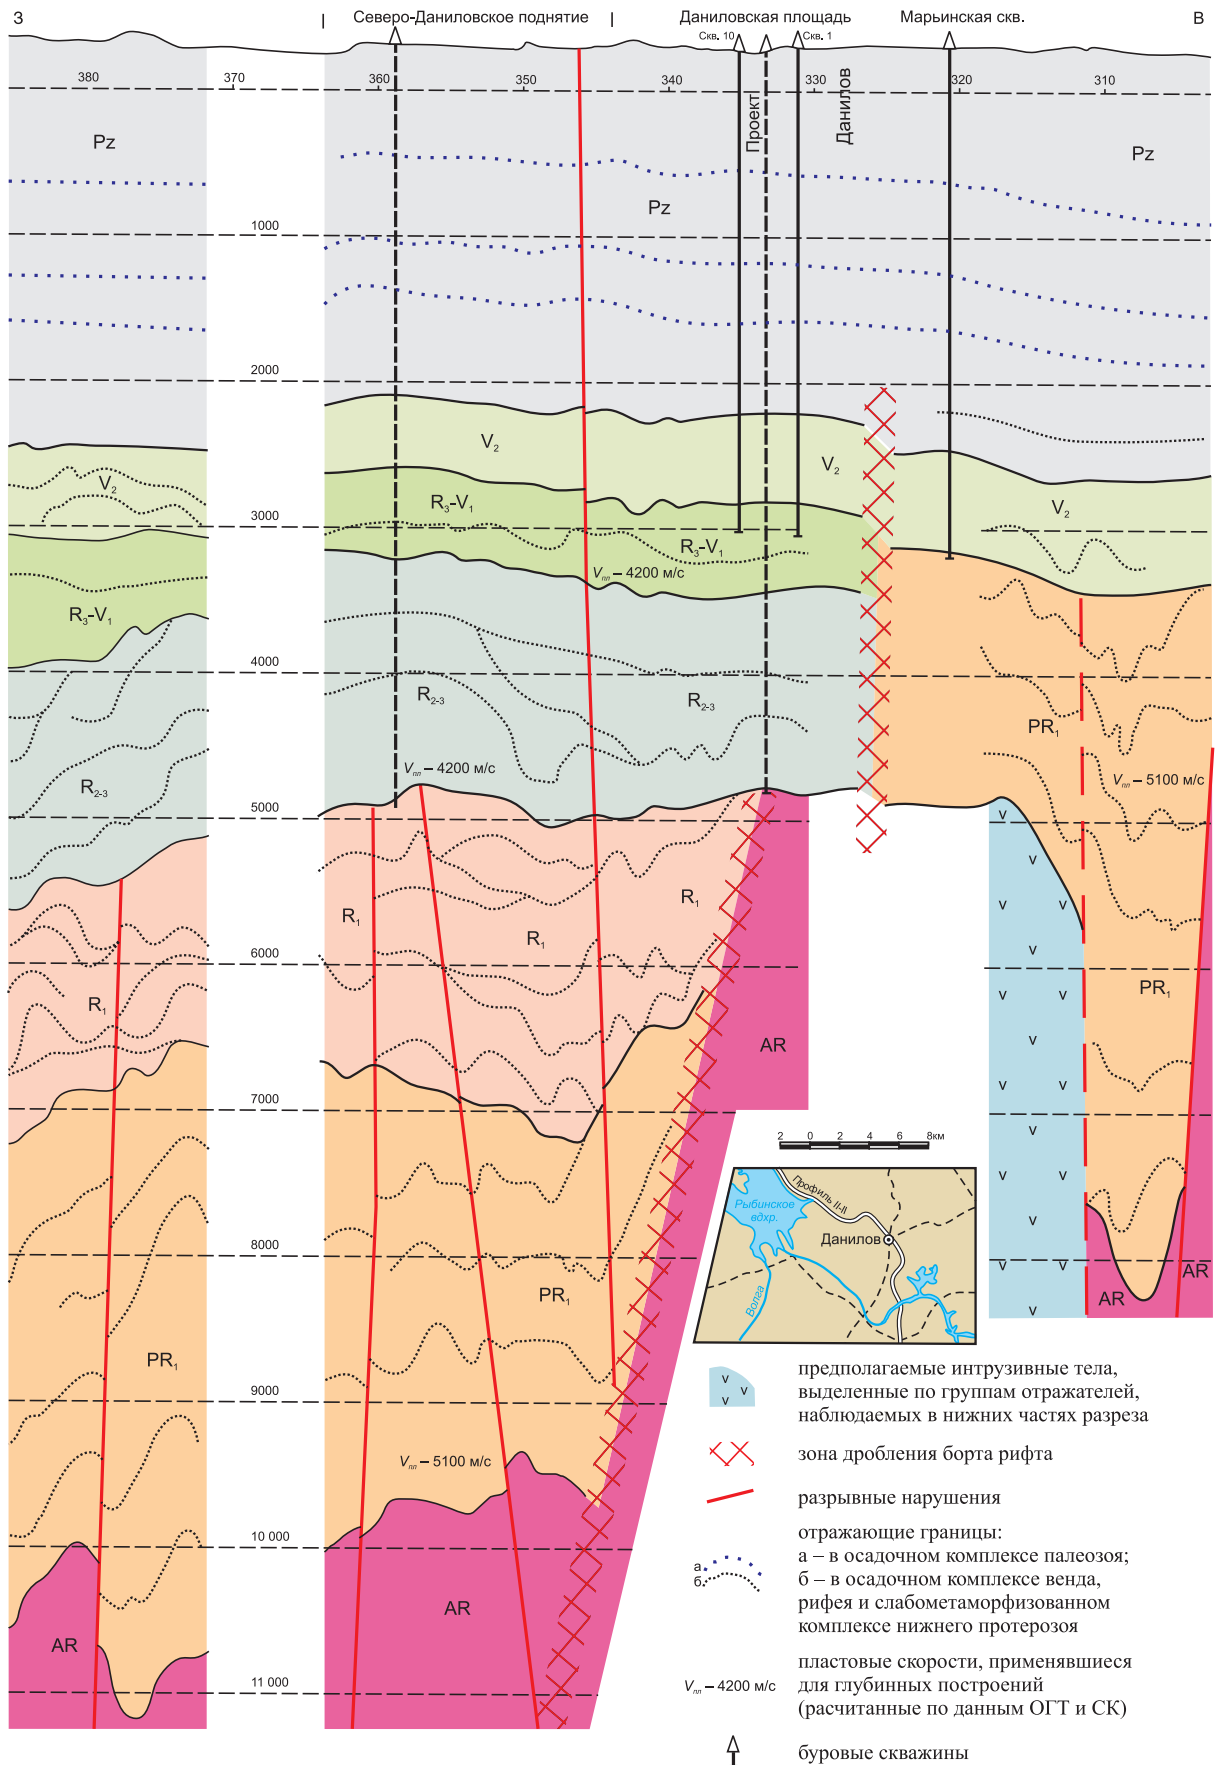 З
Северо-Даниловское поднятие
Даниловская площадь
Марьинская скв.
В
Скв. 10
Скв. 1
380
370
360
350
340
330
320
310
Проект
Данилов
Pz
Pz
Pz
1000
2000
V₂
V₂
V₂
V₂
R₃-V₁
3000
R₃-V₁
Vпл – 4200 м/с
R₃-V₁
4000
R₂₋₃
R₂₋₃
PR₁
Vпл – 4200 м/с
Vпл – 5100 м/с
R₂₋₃
5000
v
v
v v
R₁
R₁
R₁
6000
v
R₁
v v
PR₁
AR
v
v v
7000
v
2 0 2 4 6 8км
Профиль II-II
Рыбинское
вдхр.
Данилов
Волга
v v
v
8000
v v
AR
AR
v
PR₁
PR₁
9000
Vпл – 5100 м/с
10 000
AR
AR
11 000
v
v
v
предполагаемые интрузивные тела,
выделенные по группам отражателей,
наблюдаемых в нижних частях разреза
зона дробления борта рифта
разрывные нарушения
отражающие границы:
а
а – в осадочном комплексе палеозоя;
б
б – в осадочном комплексе венда,
рифея и слабометаморфизованном
комплексе нижнего протерозоя
пластовые скорости, применявшиеся
Vпл – 4200 м/с
для глубинных построений
(расчитанные по данным ОГТ и СК)
буровые скважины